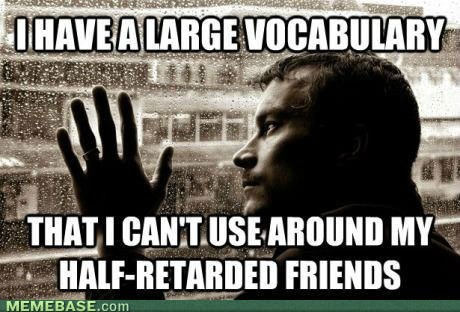 I HAVE A LARGE VOCABULARY
THAT I CAN'T USE AROUND MY
HALF-RETARDED FRIENDS
MEMEBASE.com